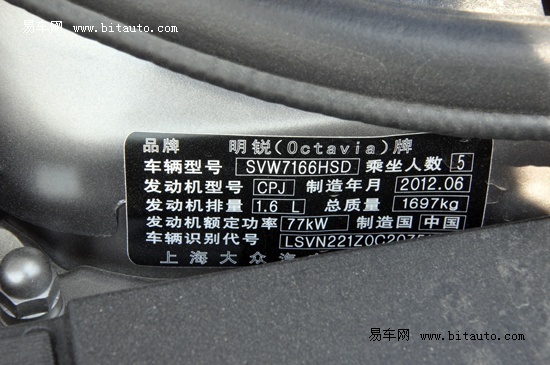 易车网 www.bitauto.com
品牌 明锐(Octavia)牌
车辆型号 SVW7166HSD 乘坐人数 5
发动机型号 CPJ 制造年月 2012.06
发动机排量 1.6 L 总质量 1697kg
发动机额定功率 77kW 制造国 中国
车辆识别代号
上海大众
易车网 www.bitauto.com